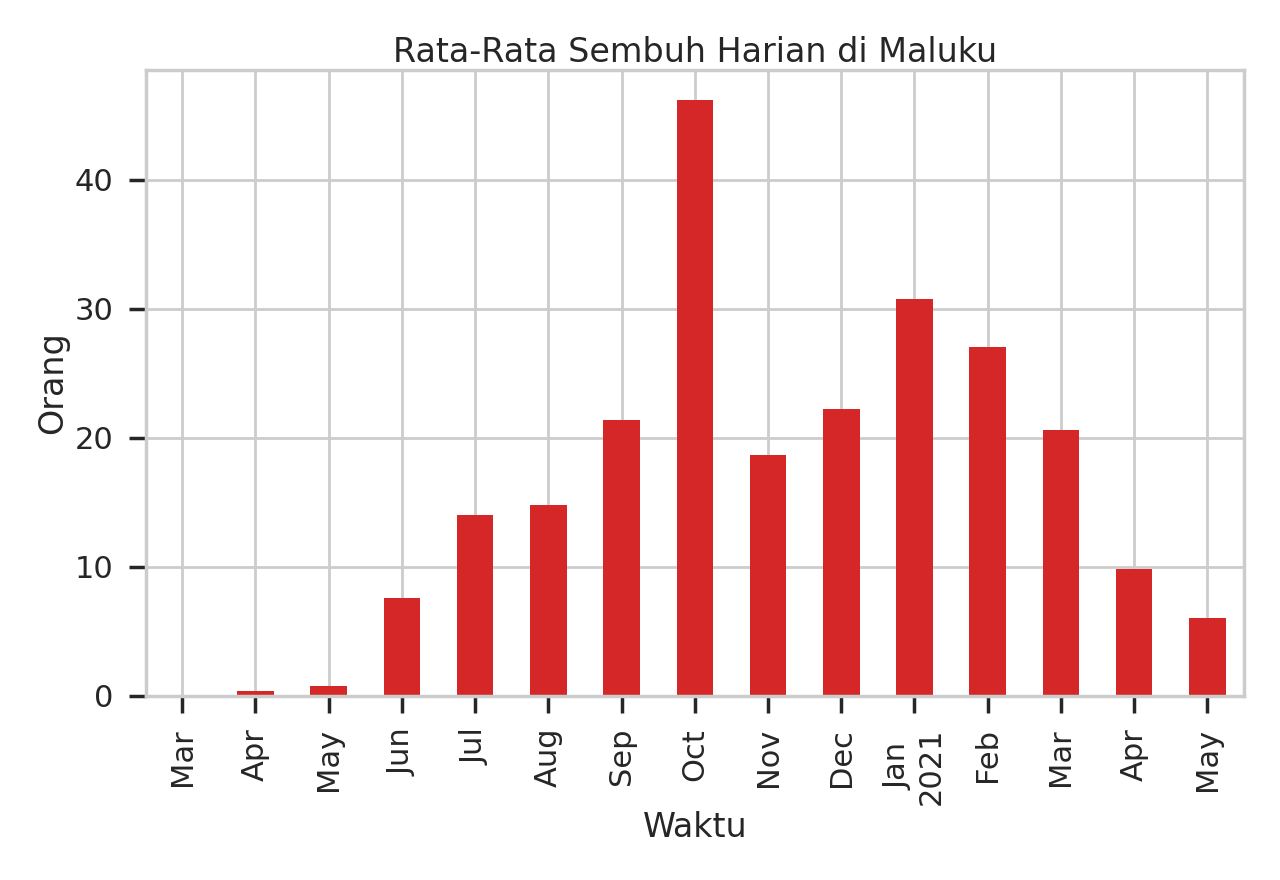 Rata-Rata Sembuh Harian di Maluku
Orang
40
30
20
10
0
Mar
Apr
May
Jun
Jul
Aug
Sep
Oct
Nov
Dec
Jan
2021
Feb
Mar
Apr
May
Waktu